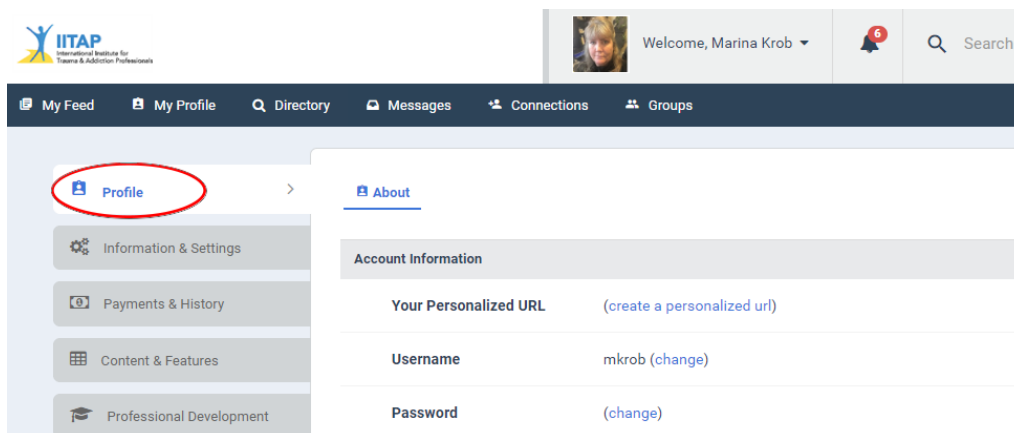 IITAP
International Institute for
Trauma & Addiction Professionals
Welcome, Marina Krob
6
Search
My Feed My Profile Directory Messages Connections Groups
Profile
About
Information & Settings
Account Information
Payments & History
Your Personalized URL (create a personalized url)
Content & Features
Username mkrob (change)
Professional Development
Password (change)